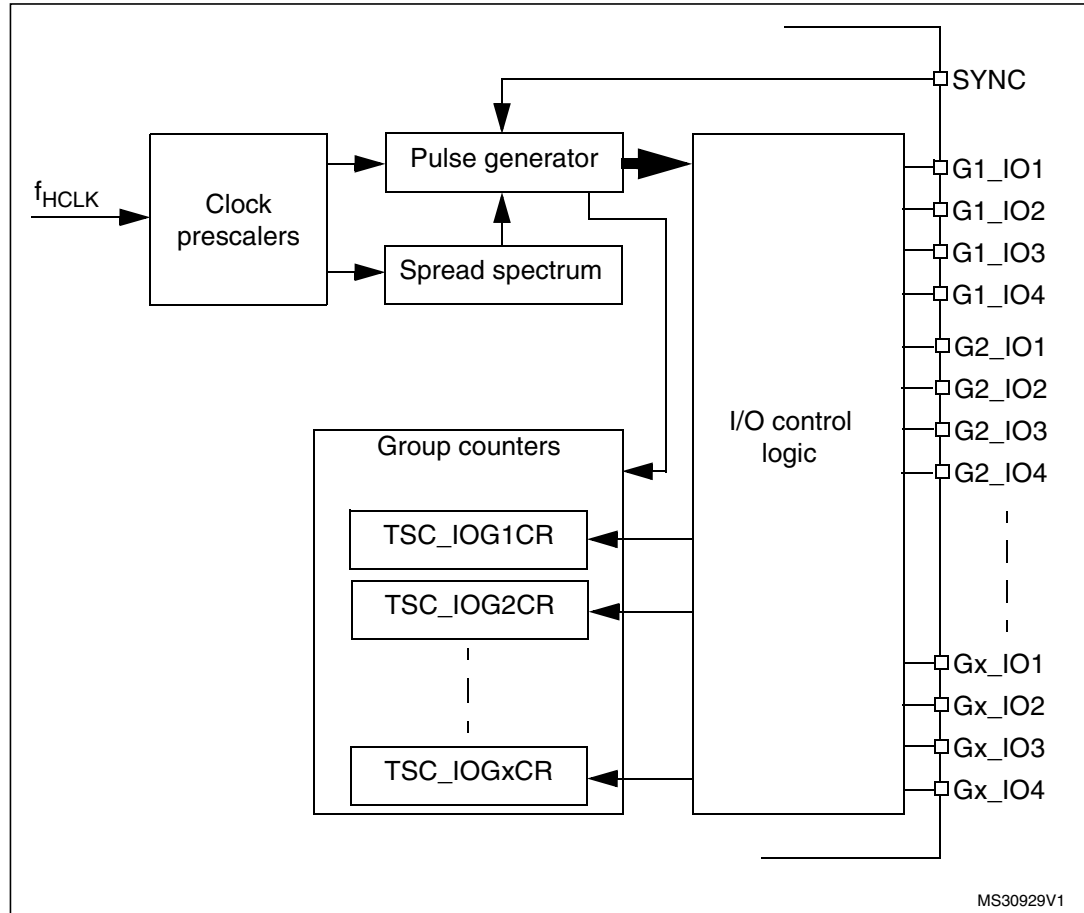 SYNC
Pulse generator
f_HCLK
Clock
prescalers
Spread spectrum
G1_IO1
G1_IO2
G1_IO3
G1_IO4
G2_IO1
G2_IO2
G2_IO3
G2_IO4
I/O control
logic
Group counters
TSC_IOG1CR
TSC_IOG2CR
TSC_IOGxCR
Gx_IO1
Gx_IO2
Gx_IO3
Gx_IO4
MS30929V1